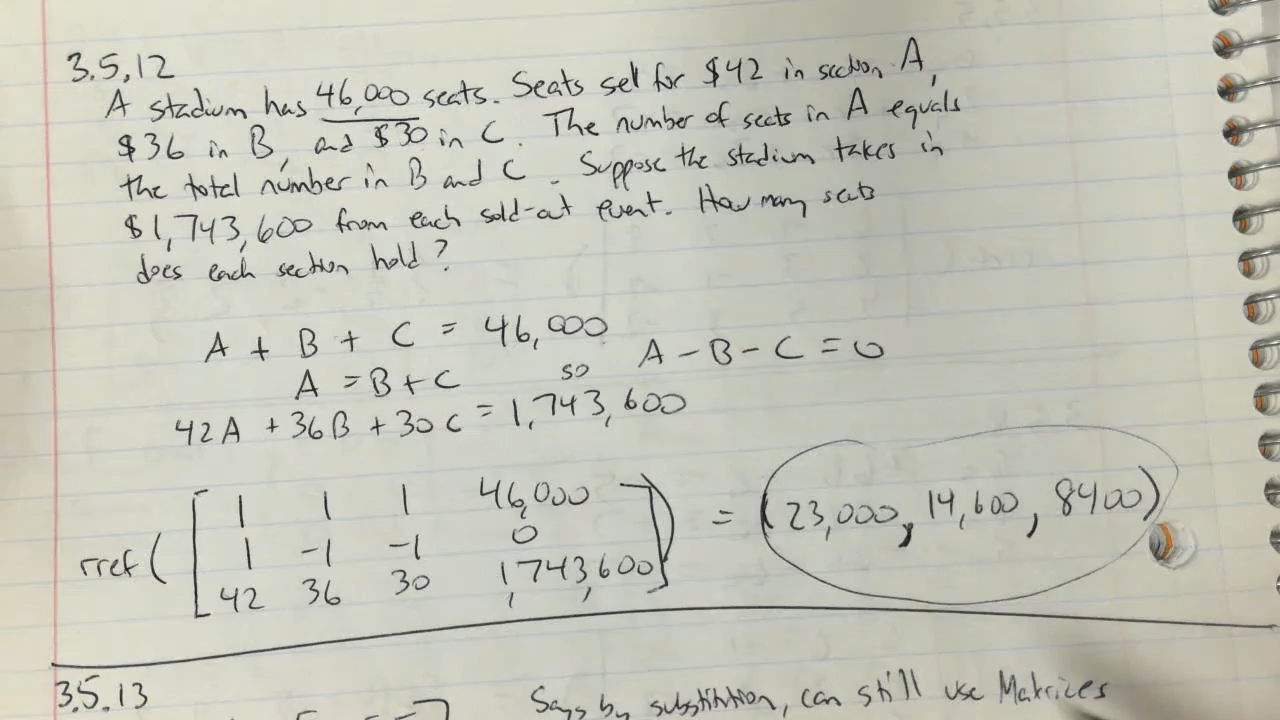 3.5.12
A stadium has 46,000 seats. Seats sell for $42 in section A,
$36 in B, and $30 in C. The number of seats in A equals
the total number in B and C. Suppose the stadium takes in
$1,743,600 from each sold-out event. How many seats
does each section hold?
A + B + C = 46,000
A = B + C so A - B - C = 0
42A + 36B + 30C = 1,743,600
rref ( [ 1 1 1 46,000
1 -1 -1 0
42 36 30 1,743,600 ] ) = (23,000, 14,600, 8400)
3.5.13
Says by substitution, can still use Matrices